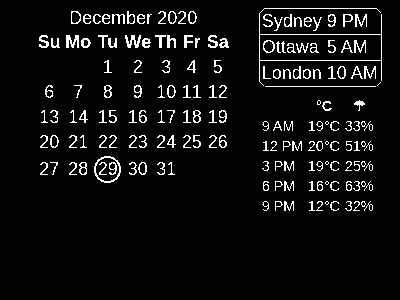 December 2020
Su Mo Tu We Th Fr Sa
1 2 3 4 5
6 7 8 9 10 11 12
13 14 15 16 17 18 19
20 21 22 23 24 25 26
27 28 29 30 31
Sydney 9 PM
Ottawa 5 AM
London 10 AM
°C ☂
9 AM 19°C 33%
12 PM 20°C 51%
3 PM 19°C 25%
6 PM 16°C 63%
9 PM 12°C 32%